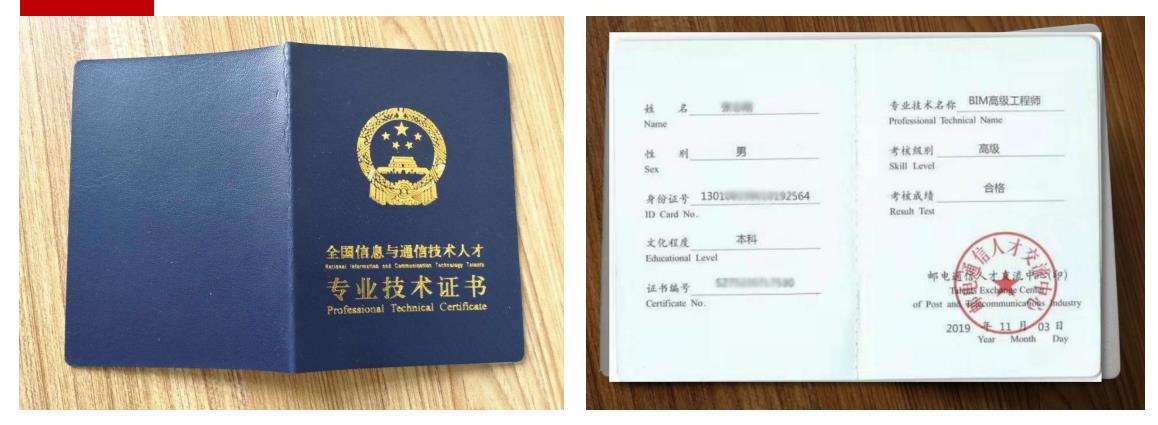 全国信息与通信技术人才
National Information and Communication Technology Talents
专业技术证书
Professional Technical Certificate
姓 名
Name
性 别 男
Sex
身份证号 1301 192564
ID Card No.
文化程度 本科
Educational Level
证书编号
Certificate No.
专业技术名称 BIM高级工程师
Professional Technical Name
考核级别 高级
Skill Level
考核成绩 合格
Result Test
邮电通信人才交流中心(印)
Talents Exchange Center
of Post and Telecommunications Industry
2019 年 11 月 03 日
Year Month Day